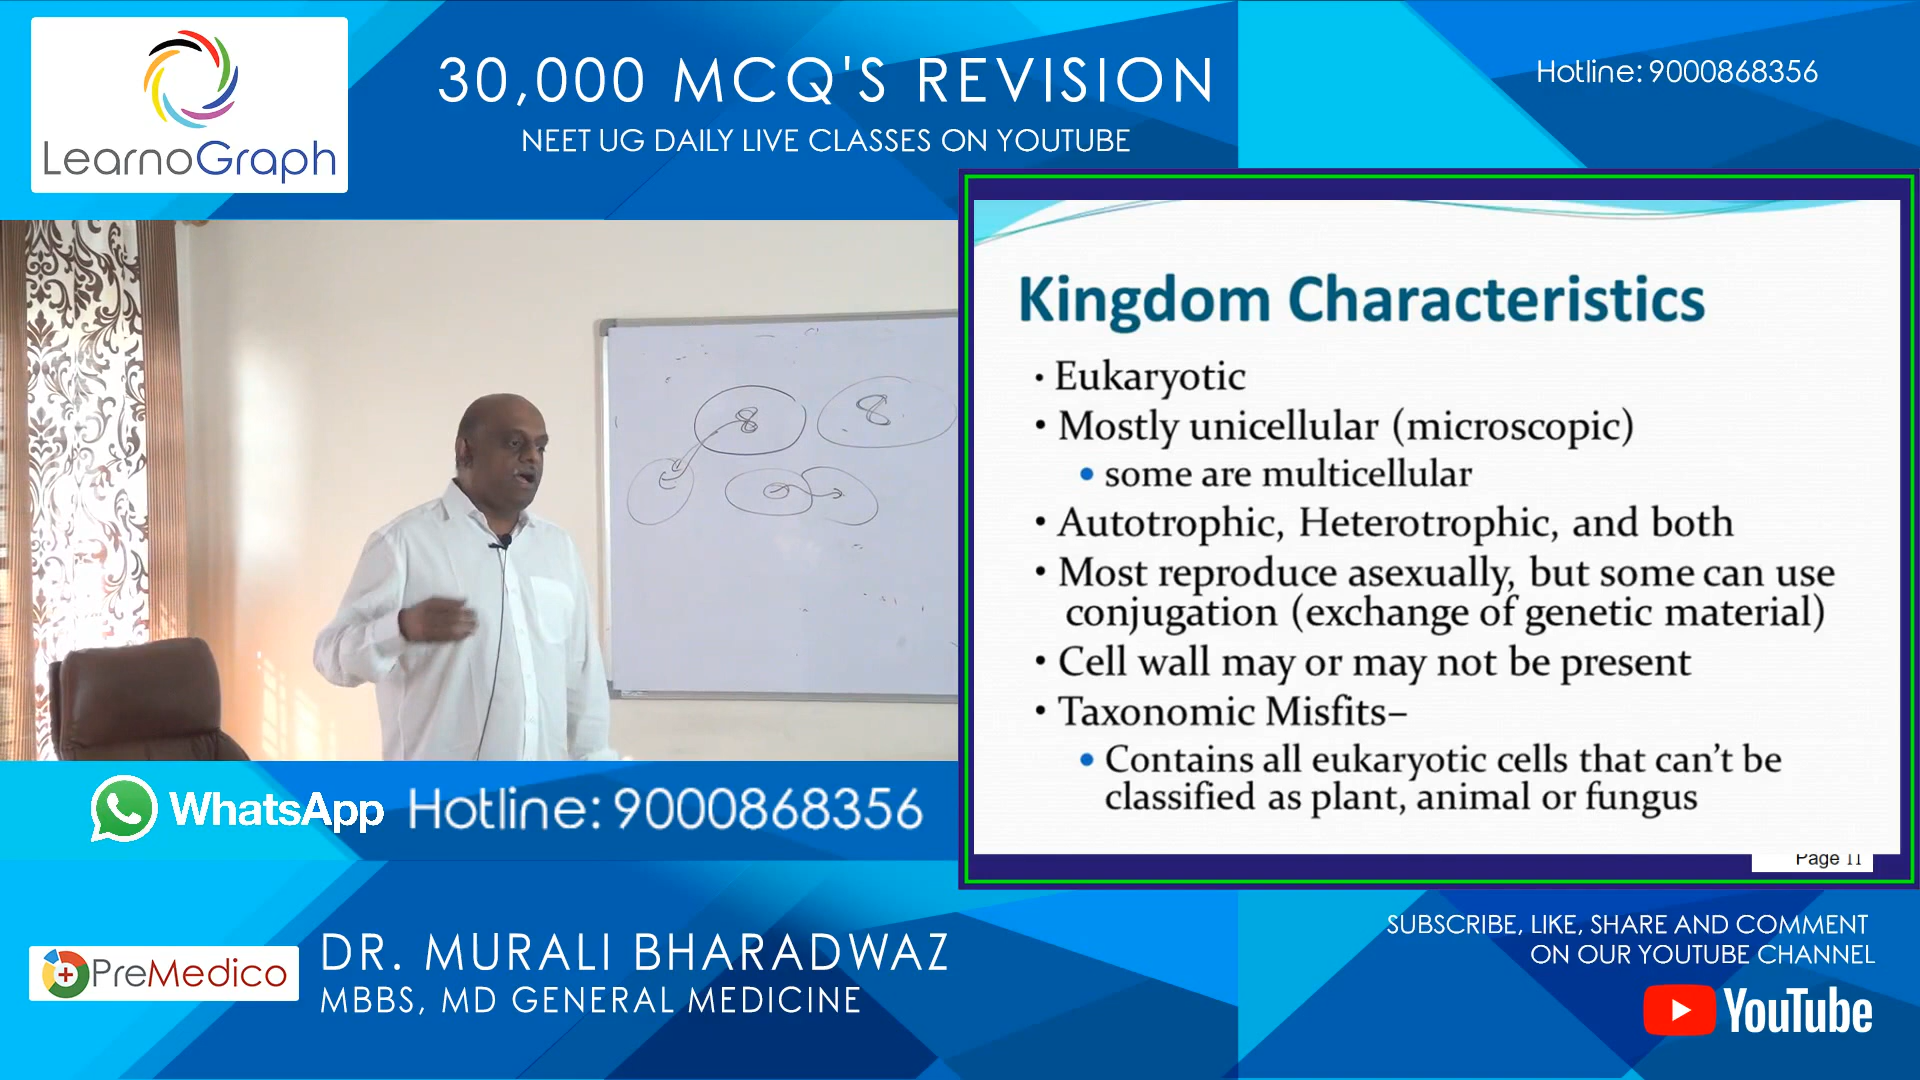 LearnoGraph
30,000 MCQ'S REVISION
NEET UG DAILY LIVE CLASSES ON YOUTUBE
Hotline: 9000868356
Kingdom Characteristics
• Eukaryotic
• Mostly unicellular (microscopic)
• some are multicellular
• Autotrophic, Heterotrophic, and both
• Most reproduce asexually, but some can use
conjugation (exchange of genetic material)
• Cell wall may or may not be present
• Taxonomic Misfits–
• Contains all eukaryotic cells that can't be
classified as plant, animal or fungus
Page 11
8
8
WhatsApp Hotline: 9000868356
PreMedico
DR. MURALI BHARADWAZ
MBBS, MD GENERAL MEDICINE
SUBSCRIBE, LIKE, SHARE AND COMMENT
ON OUR YOUTUBE CHANNEL
YouTube